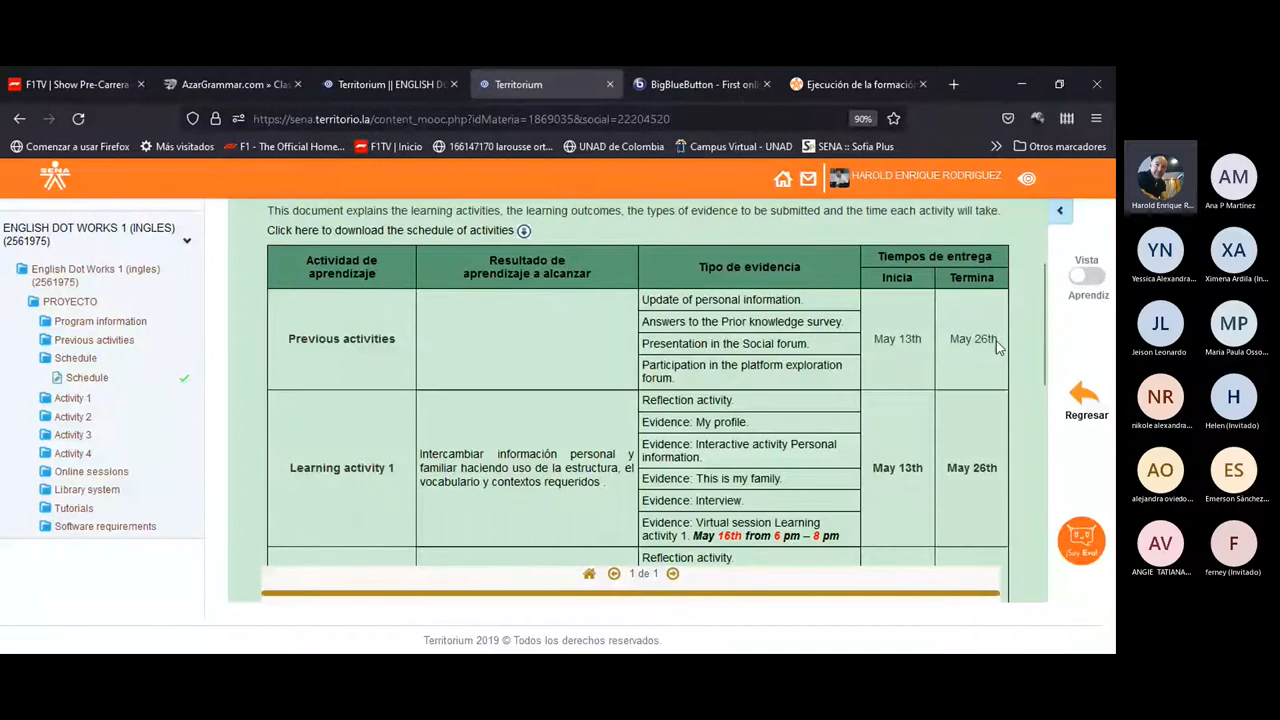 F1TV | Show Pre-Carrera
AzarGrammar.com » Cla
Territorium || ENGLISH D
Territorium
BigBlueButton - First onl
Ejecución de la formació
https://sena.territorio.la/content_mooc.php?idMateria=1869035&social=22204520
90%
Comenzar a usar Firefox
Más visitados
F1 - The Official Home...
F1TV | Inicio
166147170 larousse ort...
UNAD de Colombia
Campus Virtual - UNAD
SENA :: Sofia Plus
Otros marcadores
SENA
HAROLD ENRIQUE RODRIGUEZ
ENGLISH DOT WORKS 1 (INGLES)
(2561975)
English Dot Works 1 (ingles)
(2561975)
PROYECTO
Program information
Previous activities
Schedule
Schedule
Activity 1
Activity 2
Activity 3
Activity 4
Online sessions
Library system
Tutorials
Software requirements
This document explains the learning activities, the learning outcomes, the types of evidence to be submitted and the time each activity will take.
Click here to download the schedule of activities
Actividad de
aprendizaje
Resultado de
aprendizaje a alcanzar
Tipo de evidencia
Tiempos de entrega
Inicia
Termina
Previous activities
Update of personal information.
Answers to the Prior knowledge survey.
Presentation in the Social forum.
Participation in the platform exploration
forum.
May 13th
May 26th
Learning activity 1
Intercambiar información personal y
familiar haciendo uso de la estructura, el
vocabulario y contextos requeridos .
Reflection activity.
Evidence: My profile.
Evidence: Interactive activity Personal
information.
Evidence: This is my family.
Evidence: Interview.
Evidence: Virtual session Learning
activity 1. May 16th from 6 pm – 8 pm
May 13th
May 26th
Reflection activity.
1 de 1
Vista
Aprendiz
Regresar
¡Soy Eva!
Territorium 2019 © Todos los derechos reservados.
Harold Enrique R...
AM
Ana P Martínez
YN
Yessica Alexandra...
XA
Ximena Ardila (In...
JL
Jeison Leonardo
MP
Maria Paula Osso...
NR
nikole alexandra...
H
Helen (Invitado)
AO
alejandra oviedo...
ES
Emerson Sánchez...
AV
ANGIE TATIANA...
F
ferney (Invitado)